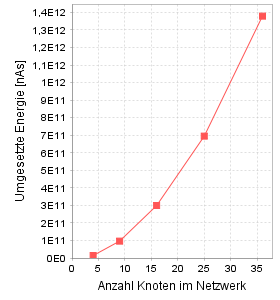 Umgesetzte Energie [nAs]
1,4E12
1,3E12
1,2E12
1,1E12
1E12
9E11
8E11
7E11
6E11
5E11
4E11
3E11
2E11
1E11
0E0
0 5 10 15 20 25 30 35
Anzahl Knoten im Netzwerk